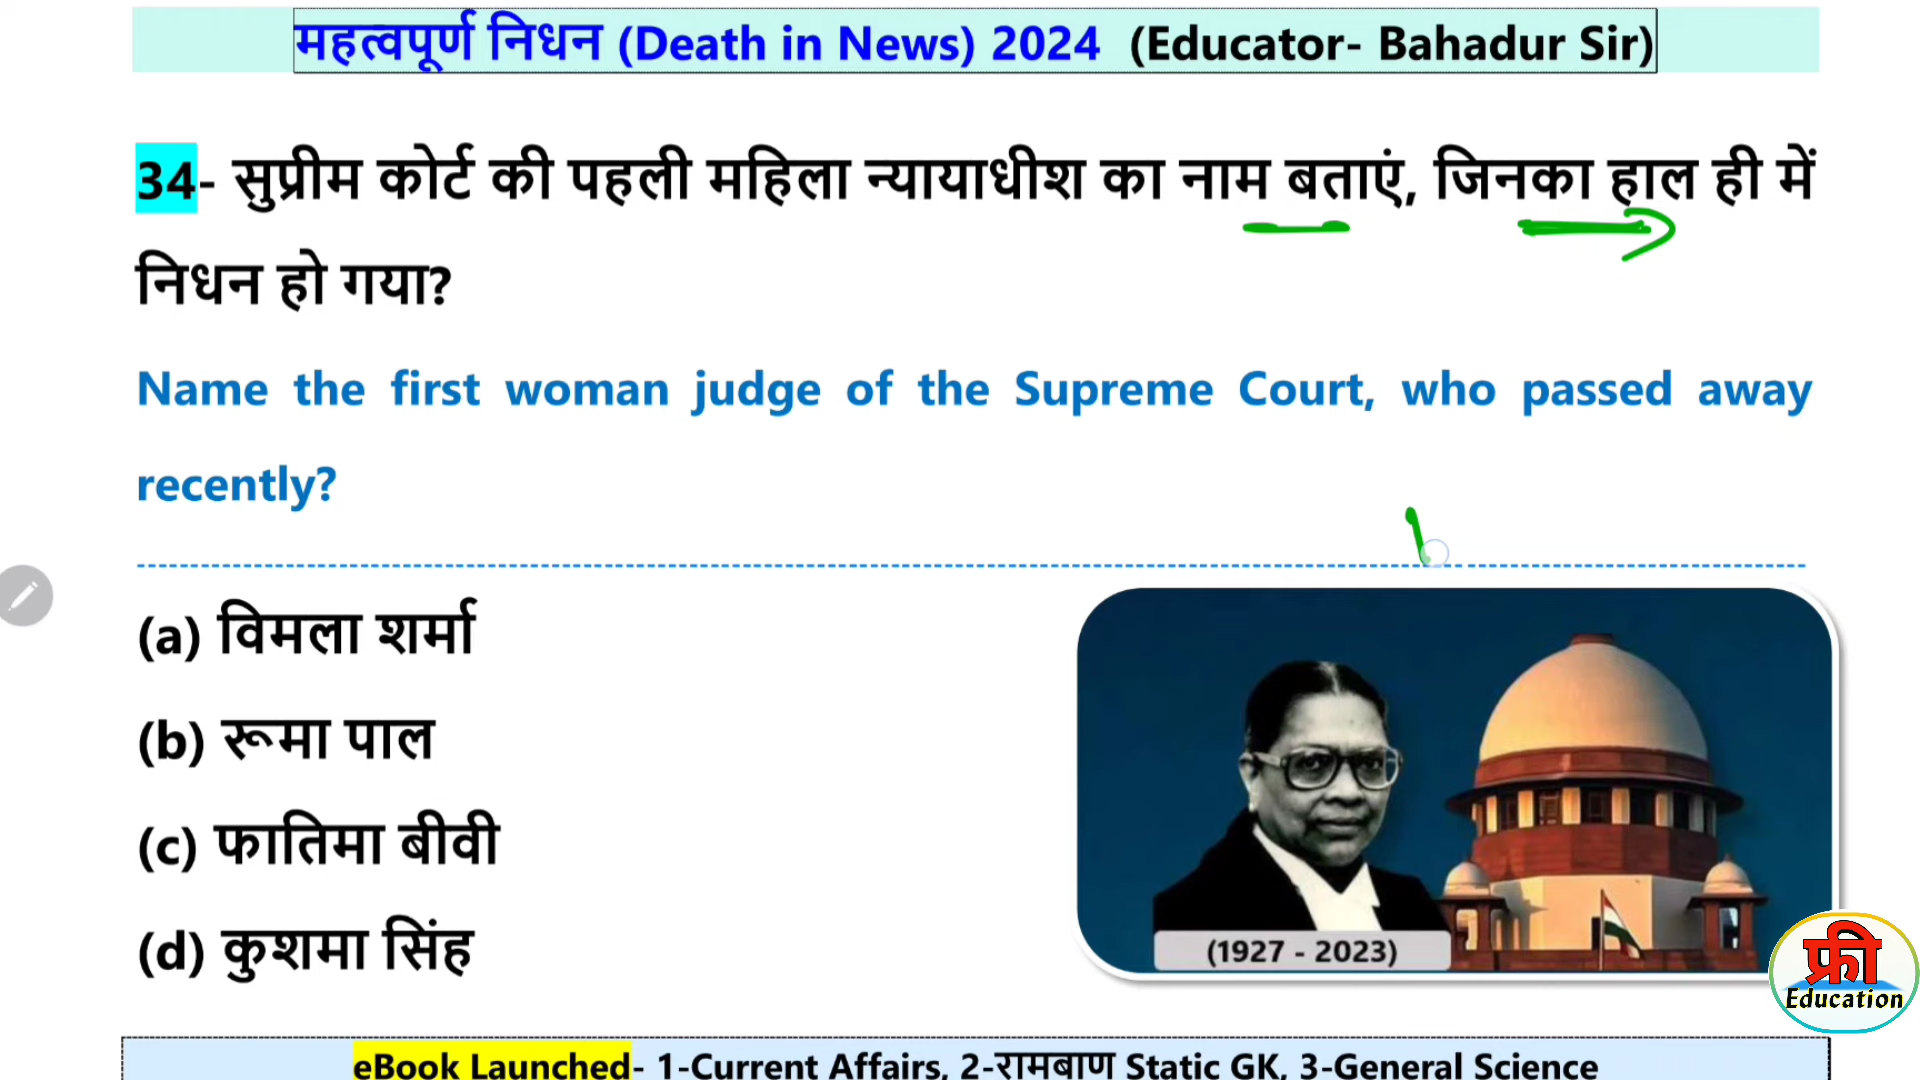 महत्वपूर्ण निधन (Death in News) 2024 (Educator- Bahadur Sir)
34- सुप्रीम कोर्ट की पहली महिला न्यायाधीश का नाम बताएं, जिनका हाल ही में
निधन हो गया?
Name the first woman judge of the Supreme Court, who passed away
recently?
(a) विमला शर्मा
(b) रूमा पाल
(c) फातिमा बीवी
(d) कुशमा सिंह
(1927 - 2023)
फ्री
Education
eBook Launched- 1-Current Affairs, 2-रामबाण Static GK, 3-General Science